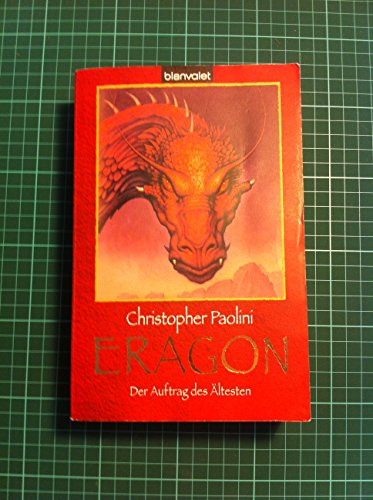 blanvalet
Christopher Paolini
ERAGON
Der Auftrag des Ältesten